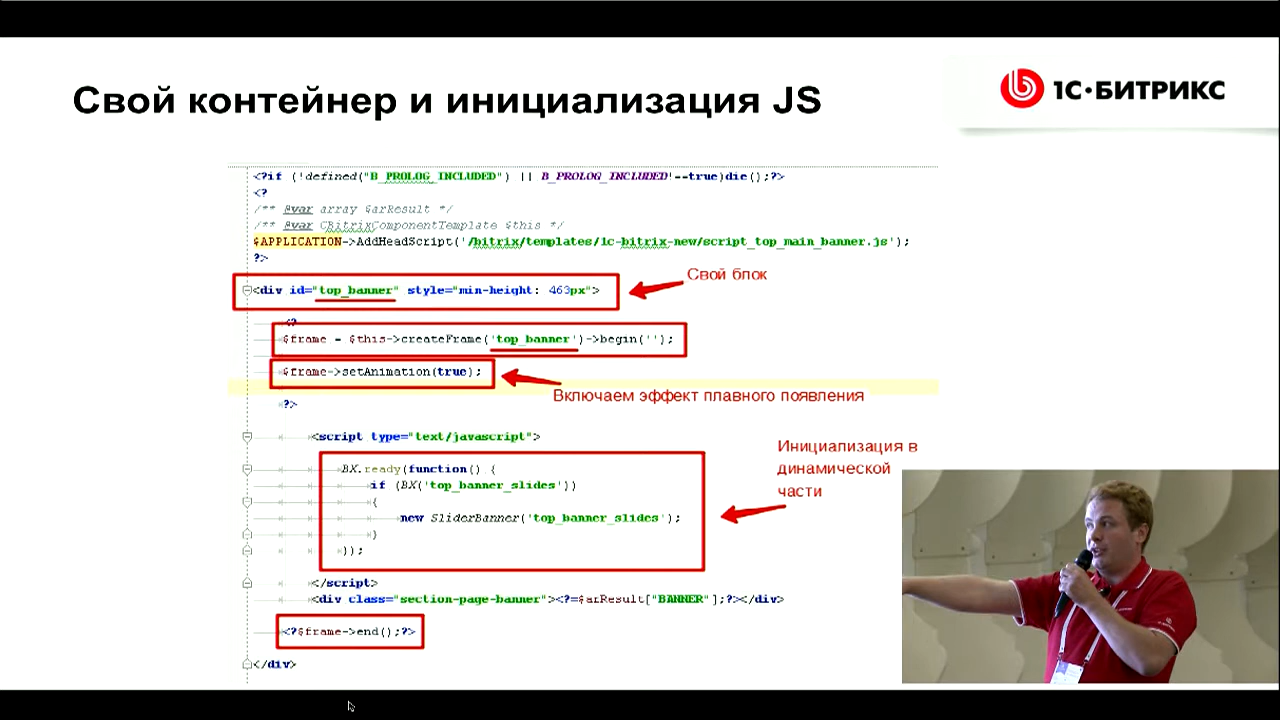 Свой контейнер и инициализация JS
1С·БИТРИКС
<?if (!defined("B_PROLOG_INCLUDED") || B_PROLOG_INCLUDED!==true)die();?>
<?
/** @var array $arResult */
/** @var CBitrixComponentTemplate $this */
$APPLICATION->AddHeadScript('/bitrix/templates/1c-bitrix-new/script_top_main_banner.js');
?>
Свой блок
<div id="top_banner" style="min-height: 463px">
<?
$frame = $this->createFrame('top_banner')->begin('');
$frame->setAnimation(true);
Включаем эффект плавного появления
?>
<script type="text/javascript">
Инициализация в
динамической
части
BX.ready(function() {
if (BX('top_banner_slides'))
{
new SliderBanner('top_banner_slides');
}
});
</script>
<div class="section-page-banner"><?=$arResult["BANNER"];?></div>
<?$frame->end();?>
</div>